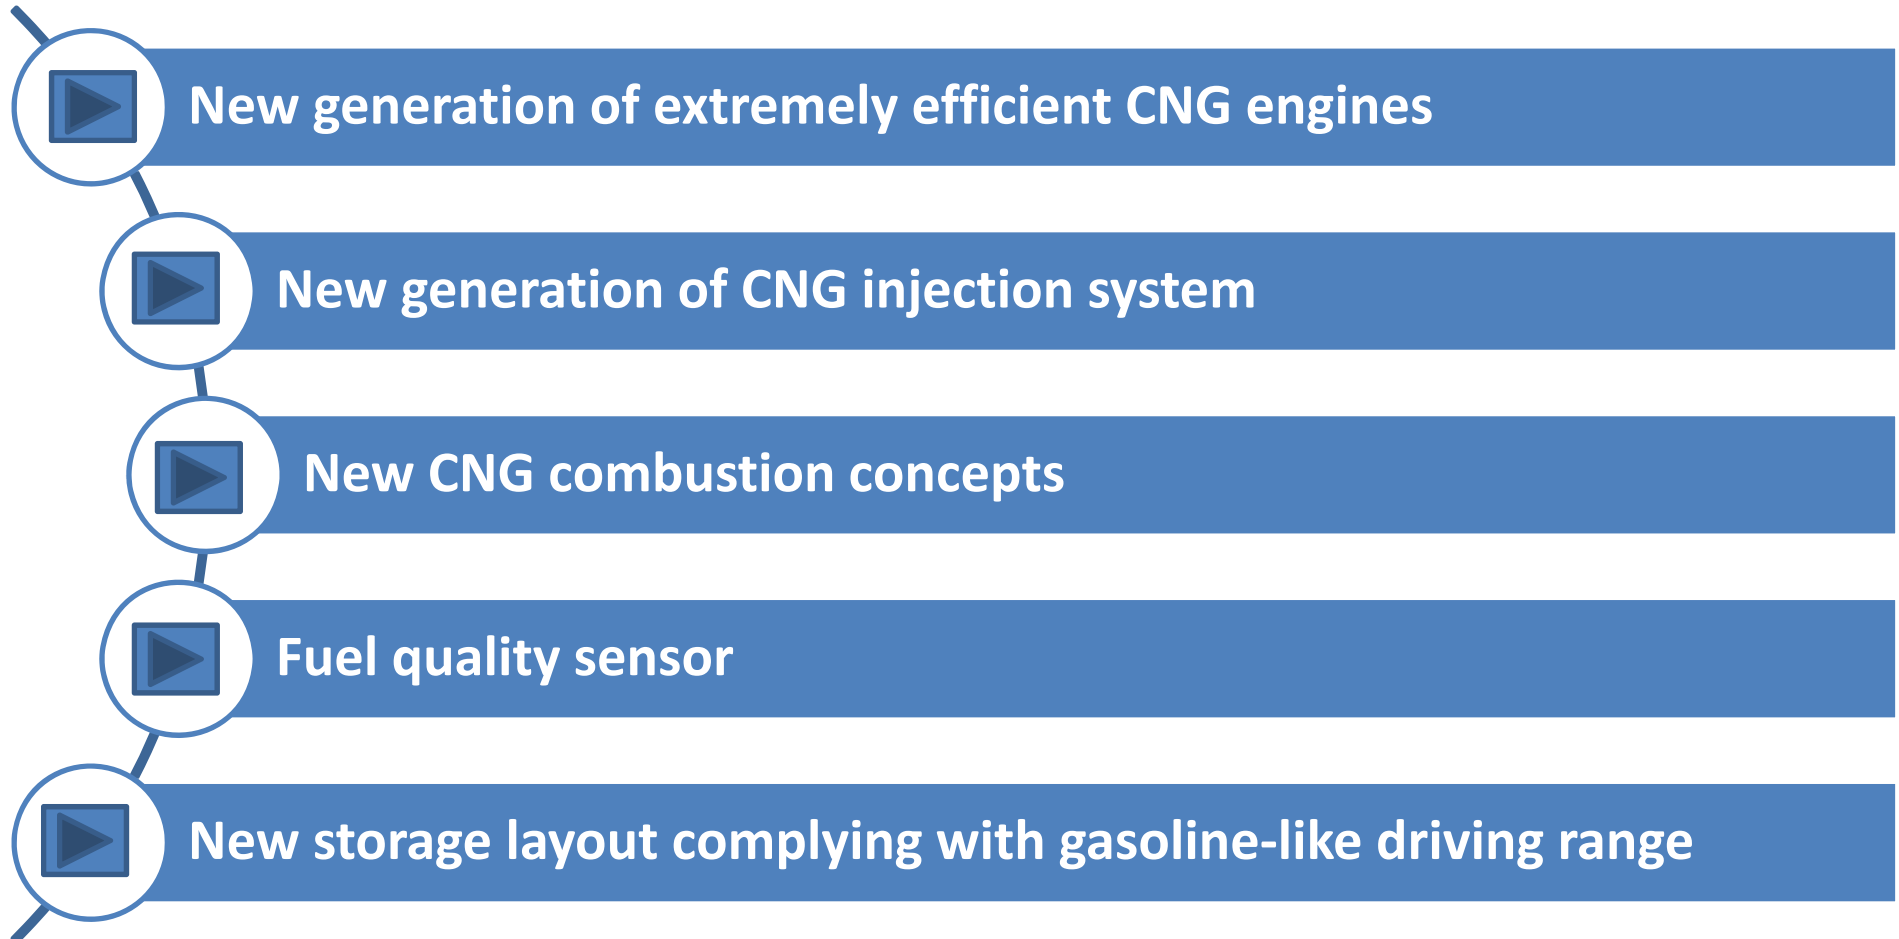 New generation of extremely efficient CNG engines
New generation of CNG injection system
New CNG combustion concepts
Fuel quality sensor
New storage layout complying with gasoline-like driving range